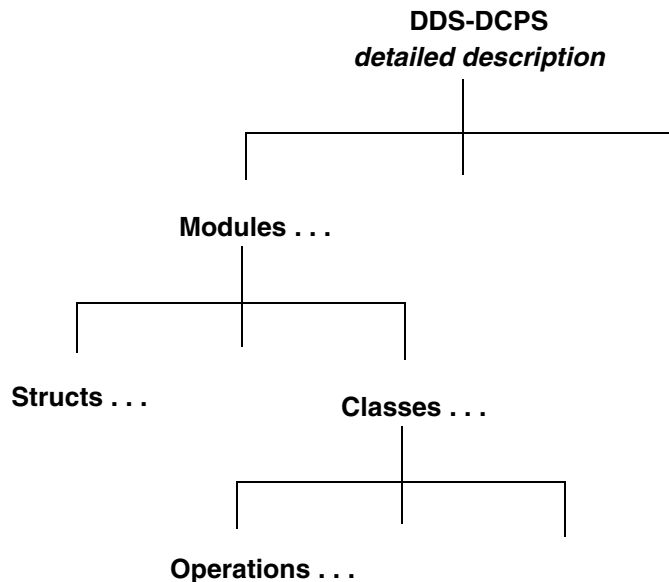 DDS-DCPS
detailed description
Modules . . .
Structs . . .
Classes . . .
Operations . . .